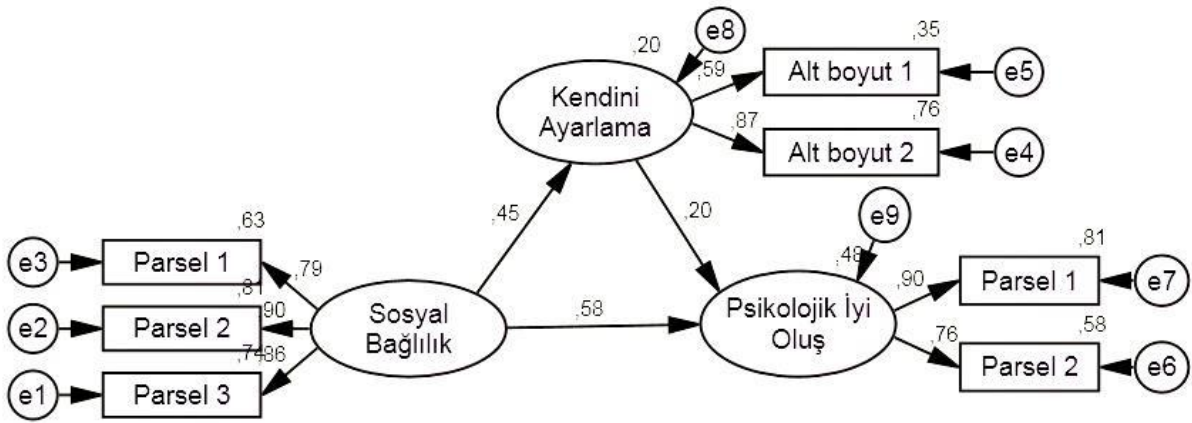 e8
,20
,35
Kendini
Ayarlama
,59
Alt boyut 1
e5
,87
,76
Alt boyut 2
e4
,45
,20
e9
,63
e3
Parsel 1
,79
,81
e2
Parsel 2
,90
,74
,86
e1
Parsel 3
Sosyal
Bağlılık
,58
,48
Psikolojik İyi
Oluş
,90
,81
Parsel 1
e7
,76
,58
Parsel 2
e6